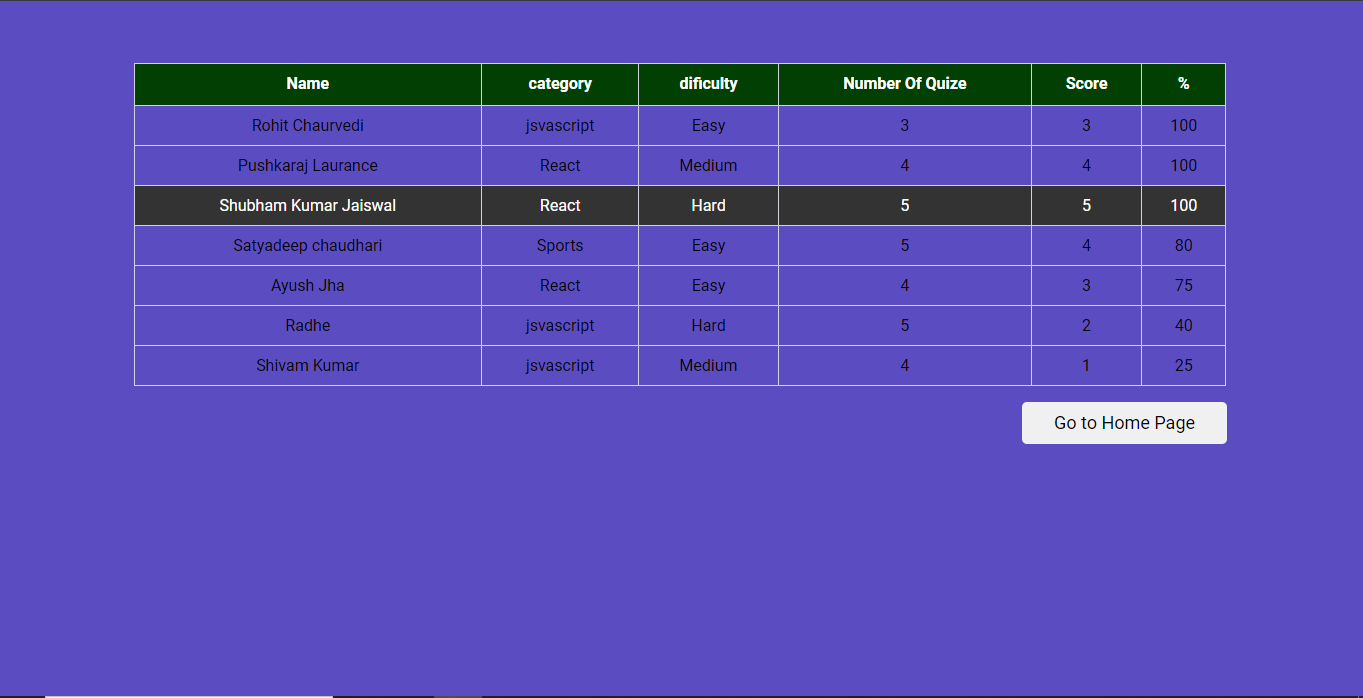 Name category dificulty Number Of Quize Score %
Rohit Chaurvedi jsvascript Easy 3 3 100
Pushkaraj Laurance React Medium 4 4 100
Shubham Kumar Jaiswal React Hard 5 5 100
Satyadeep chaudhari Sports Easy 5 4 80
Ayush Jha React Easy 4 3 75
Radhe jsvascript Hard 5 2 40
Shivam Kumar jsvascript Medium 4 1 25
Go to Home Page